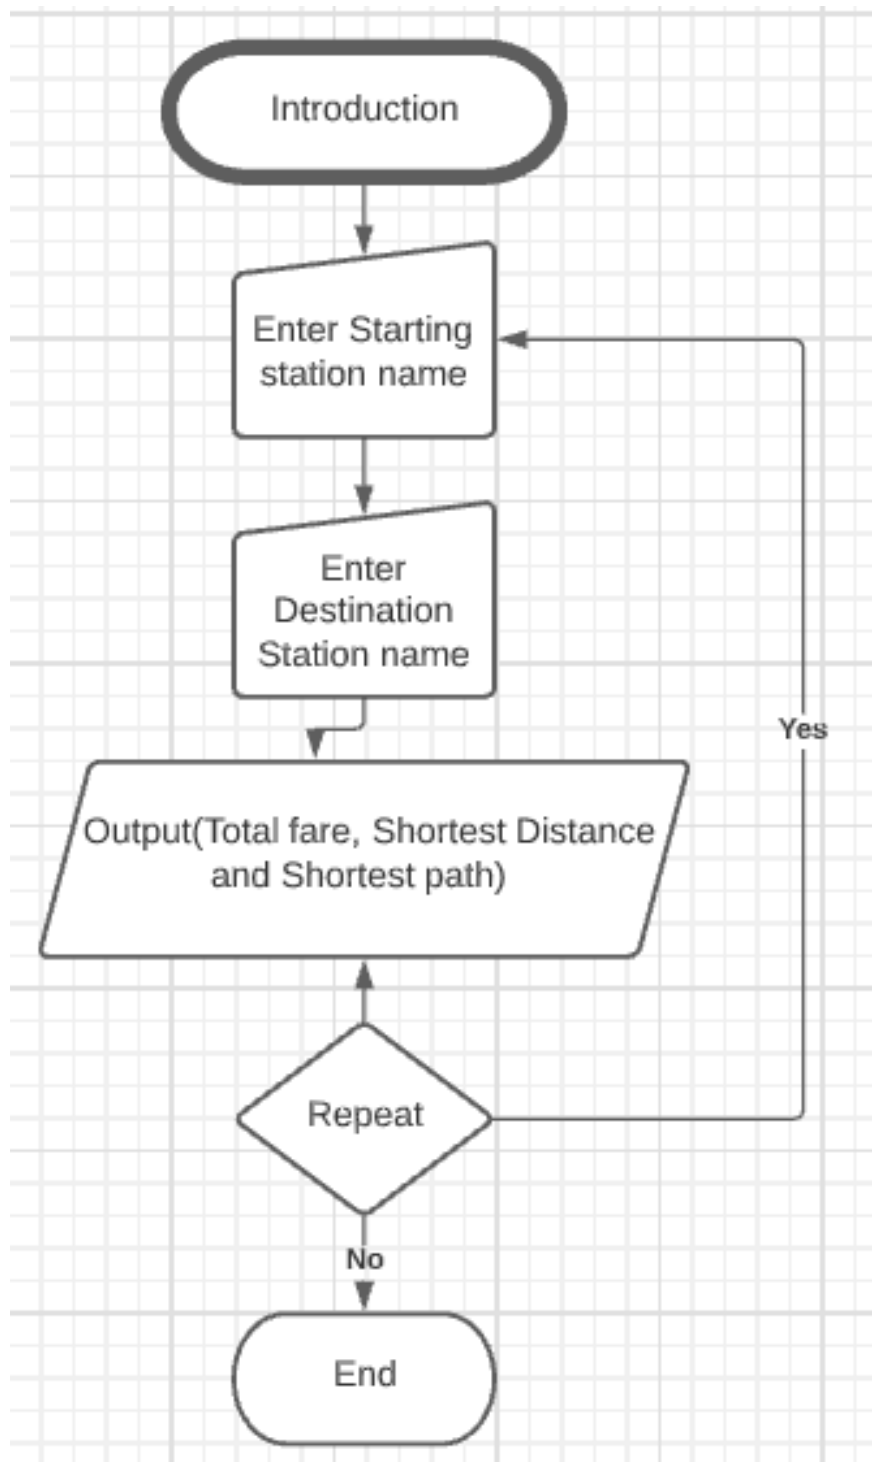 Introduction
Enter Starting
station name
Enter
Destination
Station name
Yes
Output(Total fare, Shortest Distance
and Shortest path)
Repeat
No
End